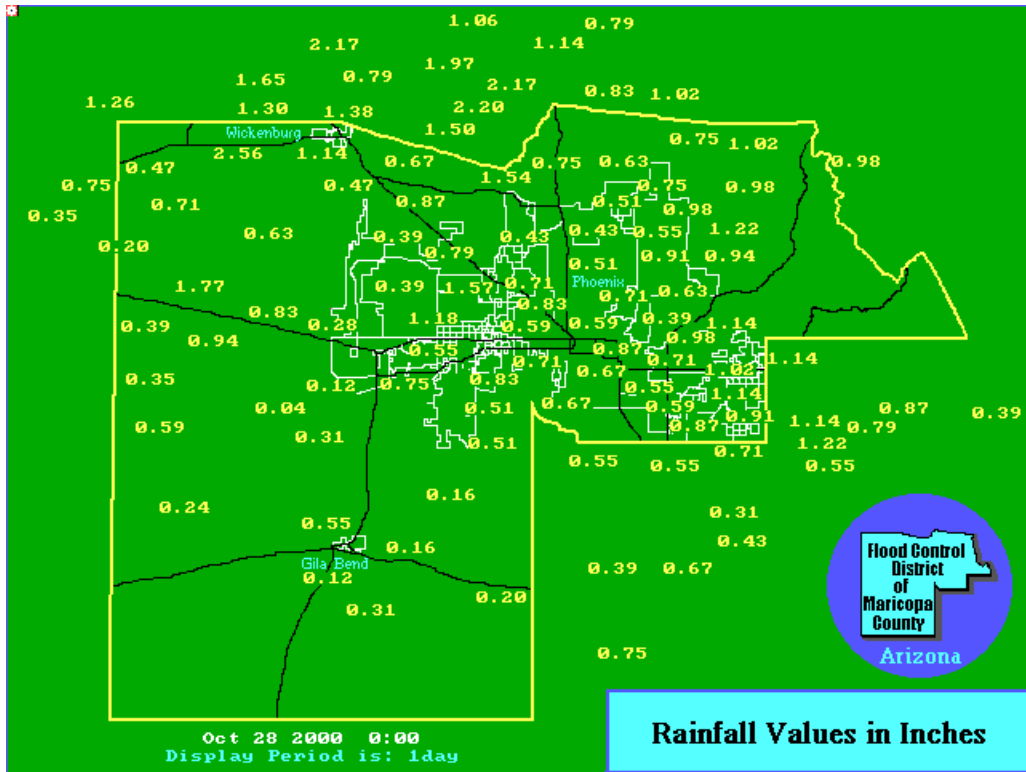 1.06 0.79
2.17 1.14
1.97
1.65 0.79 2.17
0.83 1.02
1.26 1.30 1.38 2.20
Wickenburg 1.50
0.75 1.02
2.56 1.14 0.67 0.75 0.63 0.98
0.47
0.75 0.47 1.54 0.75 0.98
0.71 0.87 0.51
0.35 0.98
0.63 0.43 0.55 1.22
0.20 0.39 0.43
0.79 0.91 0.94
0.51
1.77 0.39 1.57 0.71 Phoenix 0.63
0.83 0.71
0.83 1.18 0.39
0.39 0.28 0.59 0.59 1.14
0.94 0.98
0.55 0.87
0.71 0.71 1.14
0.35 0.67 1.02
0.12 0.75 0.83 0.55
1.14
0.04 0.51 0.67 0.59 0.87 0.39
0.91
0.59 0.87 1.14 0.79
0.31 0.51 1.22
0.71
0.55 0.55 0.55
0.16
0.24 0.31
0.55
0.16 0.43
Gila Bend 0.39 0.67
0.12
0.31 0.20
0.75
Flood Control
District
of
Maricopa
County
Arizona
Rainfall Values in Inches
Oct 28 2000 0:00
Display Period is: 1day